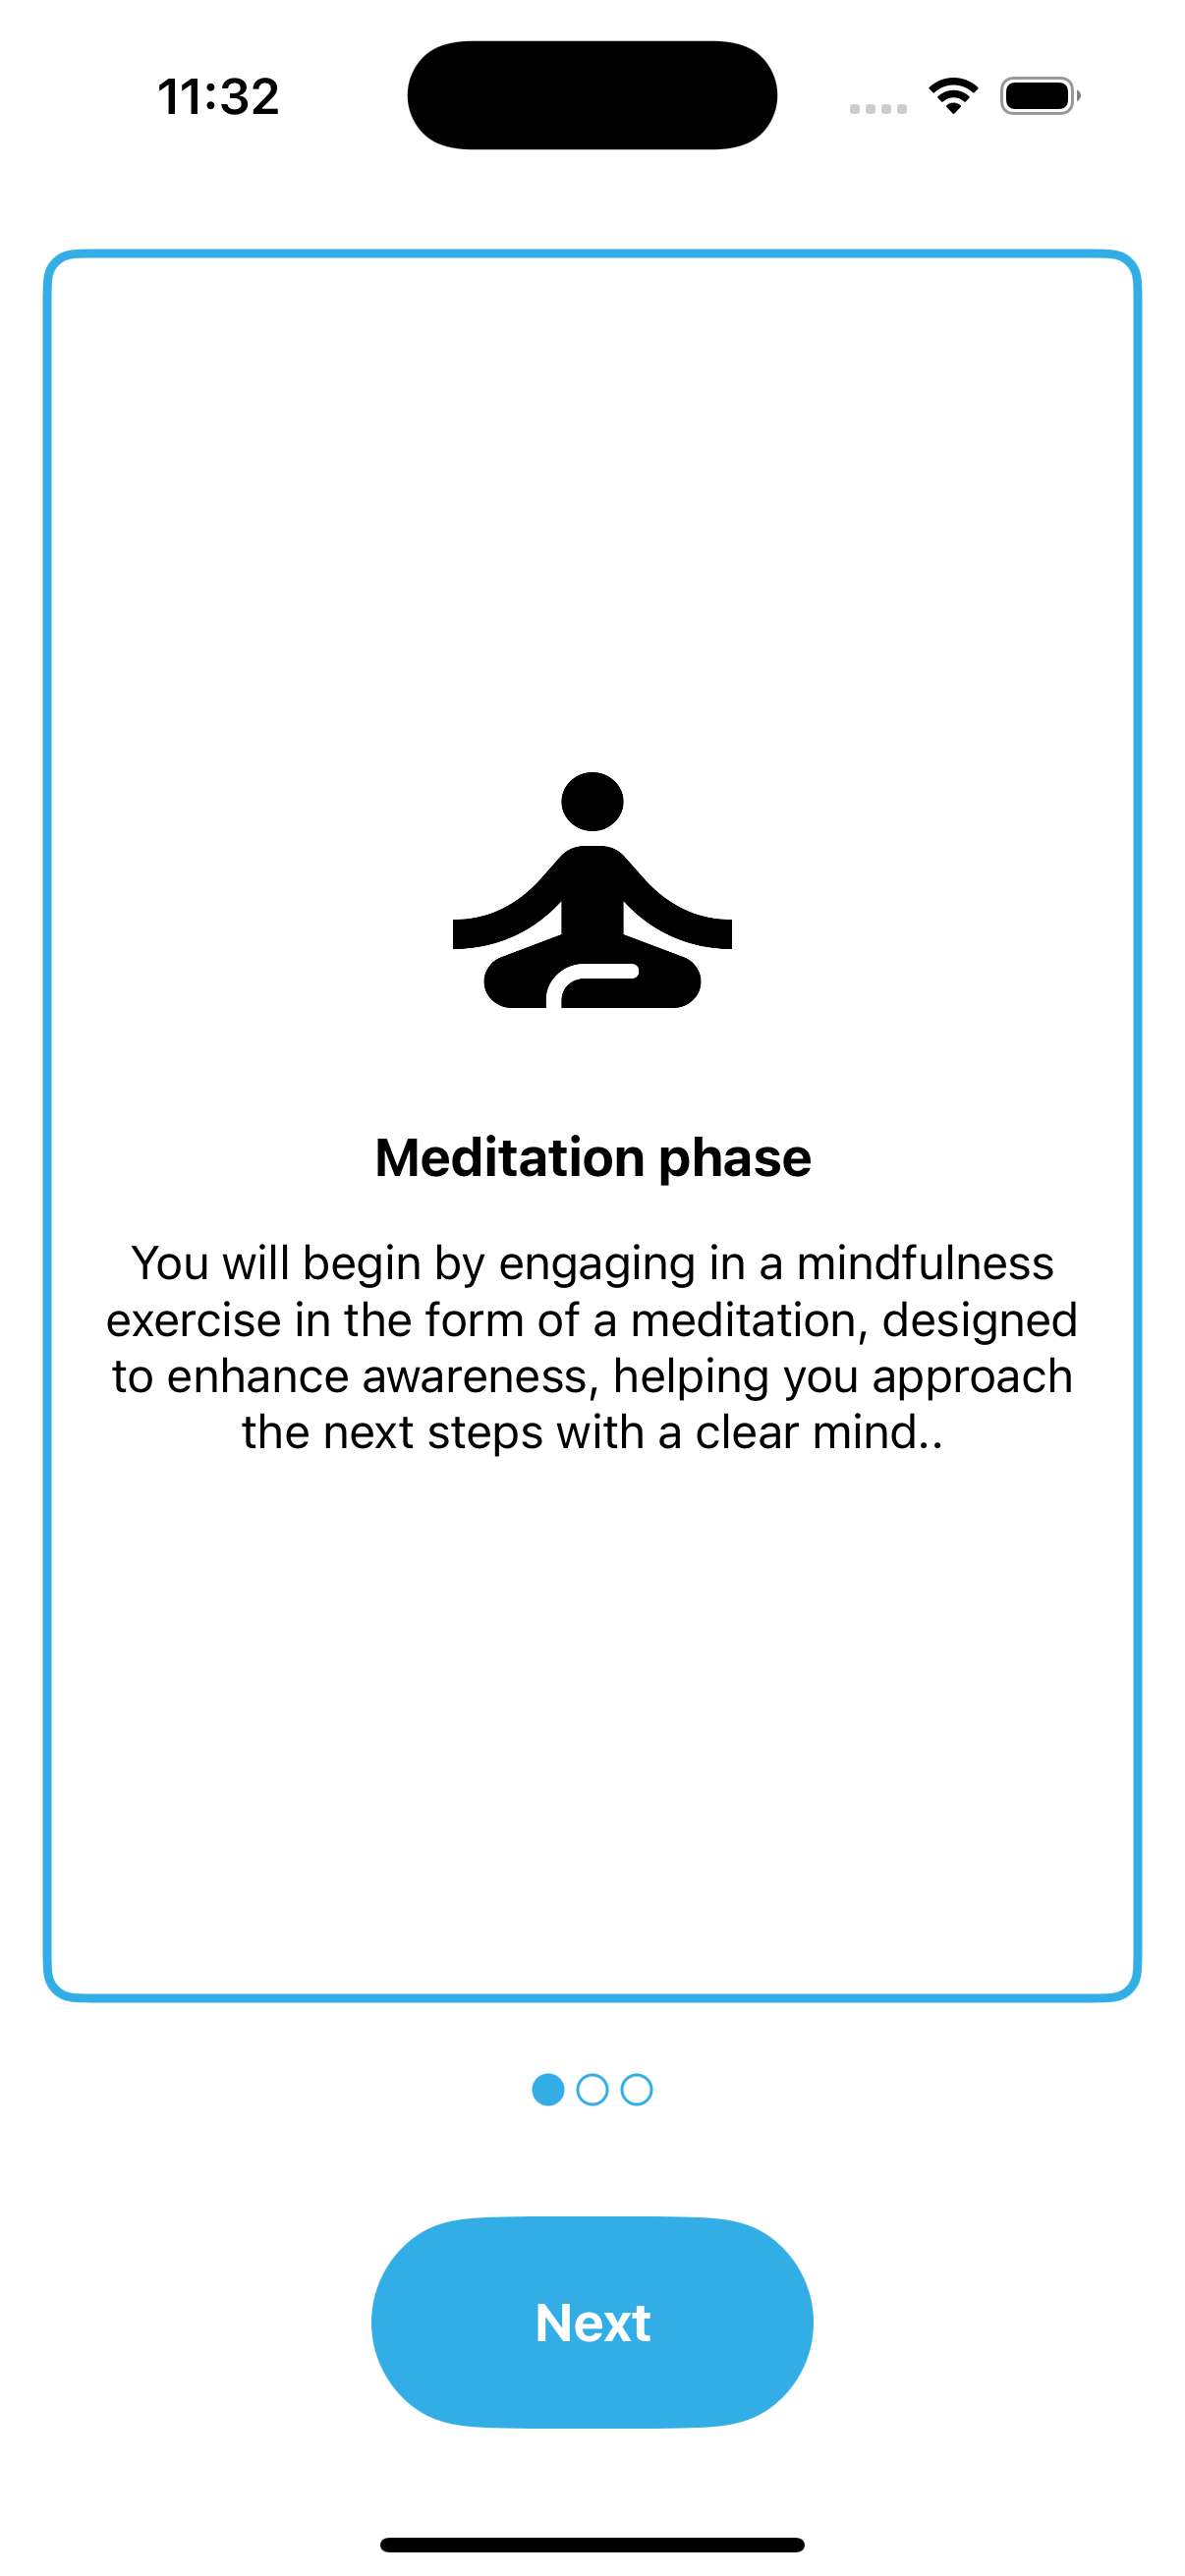 11:32
Meditation phase
You will begin by engaging in a mindfulness
exercise in the form of a meditation, designed
to enhance awareness, helping you approach
the next steps with a clear mind..
Next